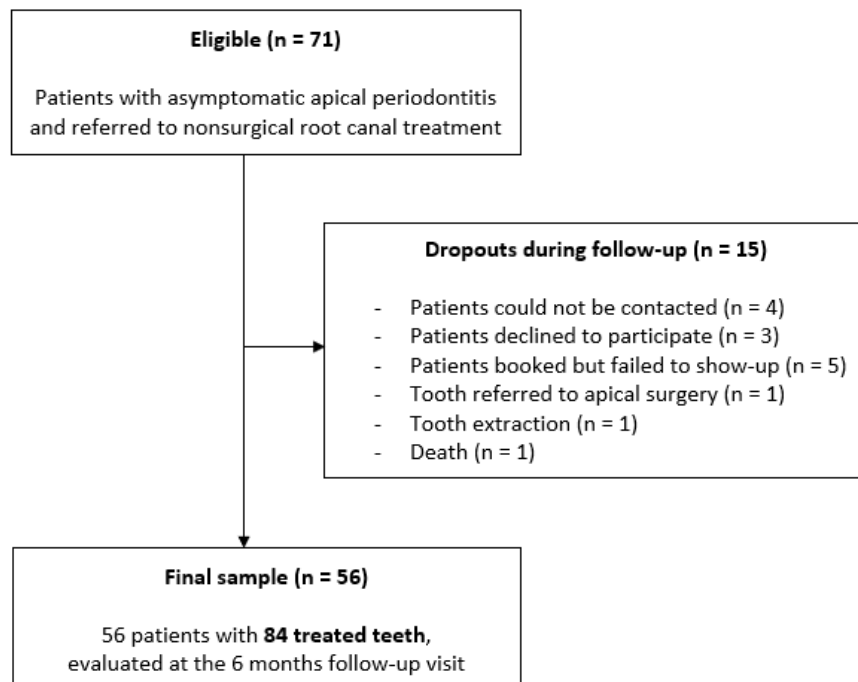 Eligible (n = 71)
Patients with asymptomatic apical periodontitis
and referred to nonsurgical root canal treatment
Dropouts during follow-up (n = 15)
- Patients could not be contacted (n = 4)
- Patients declined to participate (n = 3)
- Patients booked but failed to show-up (n = 5)
- Tooth referred to apical surgery (n = 1)
- Tooth extraction (n = 1)
- Death (n = 1)
Final sample (n = 56)
56 patients with 84 treated teeth,
evaluated at the 6 months follow-up visit